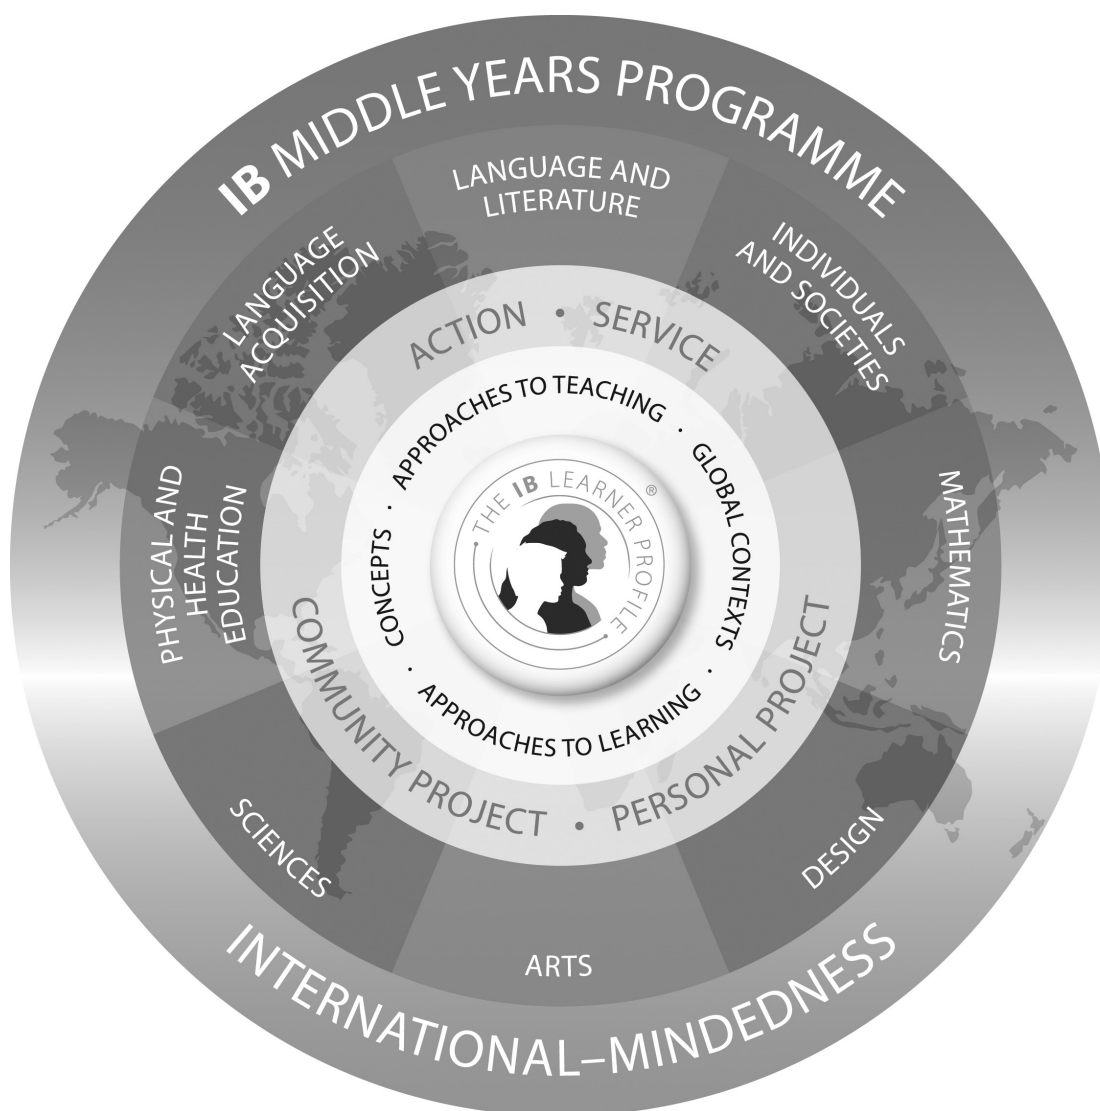 IB MIDDLE YEARS PROGRAMME
LANGUAGE AND
LITERATURE
INDIVIDUALS
AND SOCIETIES
MATHEMATICS
DESIGN
ARTS
SCIENCES
PHYSICAL AND
HEALTH
EDUCATION
LANGUAGE
ACQUISITION
ACTION • SERVICE
PERSONAL PROJECT
•
COMMUNITY PROJECT
APPROACHES TO TEACHING
· GLOBAL CONTEXTS
· APPROACHES TO LEARNING
· CONCEPTS ·
• THE IB LEARNER PROFILE •
®
INTERNATIONAL–MINDEDNESS